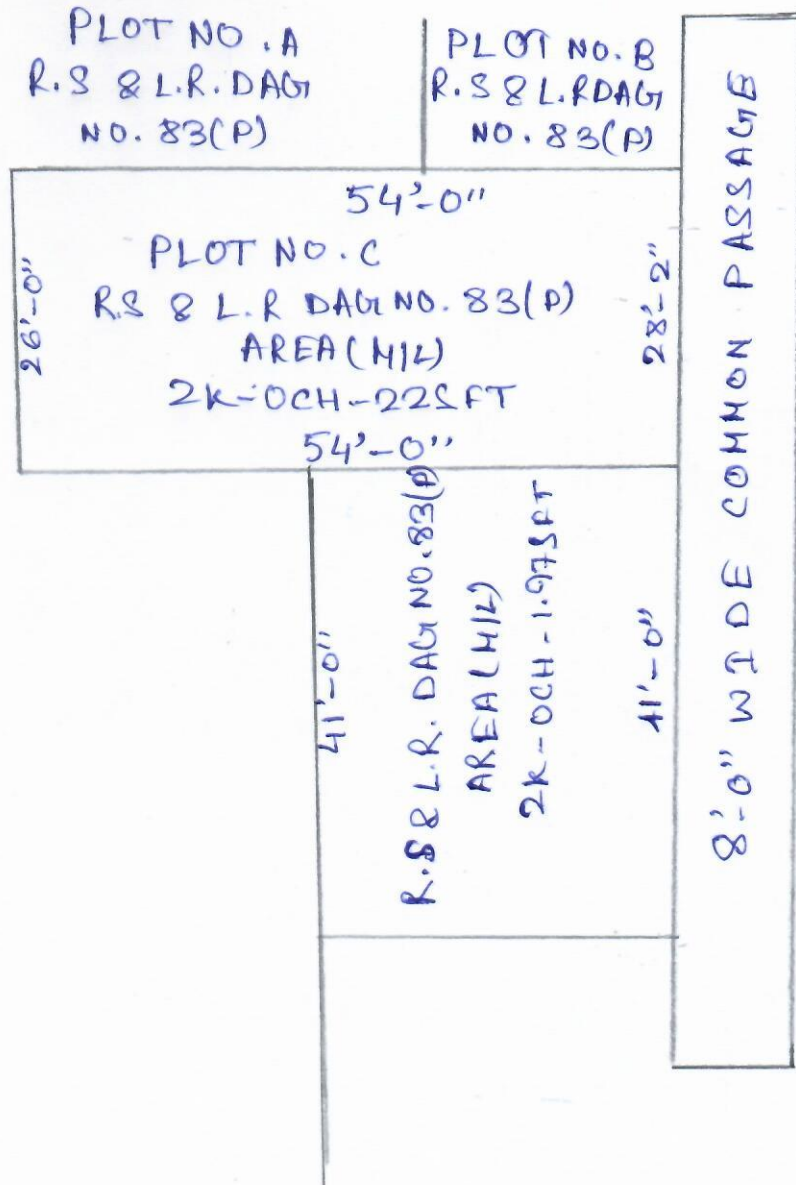 PLOT NO. A
R.S & L.R. DAG
NO. 83(P)
PLOT NO. B
R.S & L.R DAG
NO. 83(P)
54'-0"
PLOT NO. C
R.S & L.R DAG NO. 83(P)
AREA (M/L)
2K-0CH-22SFT
54'-0"
26'-0"
28'-2"
8'-0" WIDE COMMON PASSAGE
41'-0"
R.S & L.R. DAG NO. 83(P)
AREA (M/L)
2K-0CH-1.97SFT
41'-0"